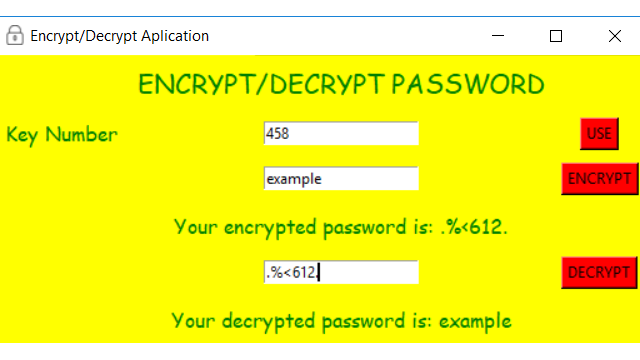 Encrypt/Decrypt Aplication
ENCRYPT/DECRYPT PASSWORD
Key Number 458 USE
example ENCRYPT
Your encrypted password is: .%<612.
.%<612. DECRYPT
Your decrypted password is: example